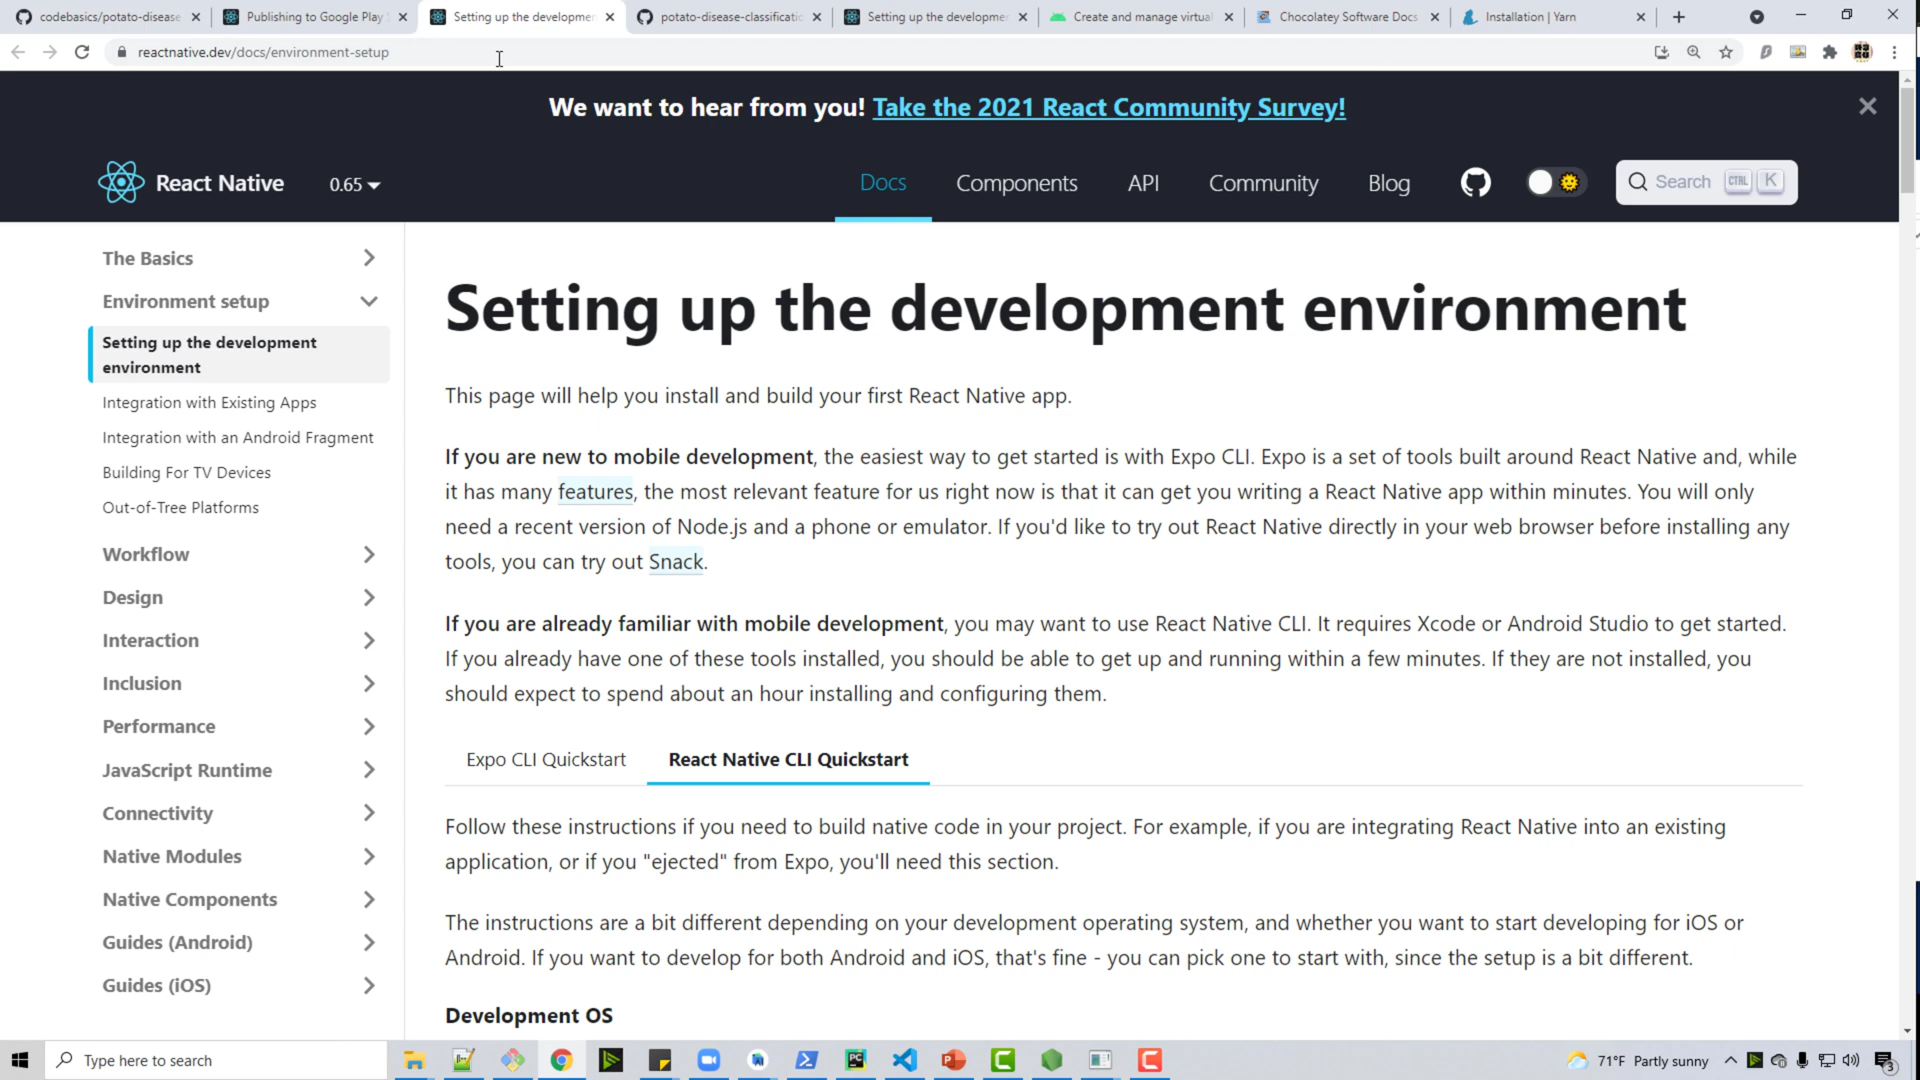 codebasics/potato-disease
Publishing to Google Play
Setting up the developmen
potato-disease-classificatio
Setting up the developme
Create and manage virtual
Chocolatey Software Docs
Installation | Yarn
reactnative.dev/docs/environment-setup
We want to hear from you! Take the 2021 React Community Survey!
React Native
0.65
Docs
Components
API
Community
Blog
Search CTRL K
The Basics
Environment setup
Setting up the development
environment
Integration with Existing Apps
Integration with an Android Fragment
Building For TV Devices
Out-of-Tree Platforms
Workflow
Design
Interaction
Inclusion
Performance
JavaScript Runtime
Connectivity
Native Modules
Native Components
Guides (Android)
Guides (iOS)
Setting up the development environment
This page will help you install and build your first React Native app.
If you are new to mobile development, the easiest way to get started is with Expo CLI. Expo is a set of tools built around React Native and, while
it has many features, the most relevant feature for us right now is that it can get you writing a React Native app within minutes. You will only
need a recent version of Node.js and a phone or emulator. If you'd like to try out React Native directly in your web browser before installing any
tools, you can try out Snack.
If you are already familiar with mobile development, you may want to use React Native CLI. It requires Xcode or Android Studio to get started.
If you already have one of these tools installed, you should be able to get up and running within a few minutes. If they are not installed, you
should expect to spend about an hour installing and configuring them.
Expo CLI Quickstart
React Native CLI Quickstart
Follow these instructions if you need to build native code in your project. For example, if you are integrating React Native into an existing
application, or if you "ejected" from Expo, you'll need this section.
The instructions are a bit different depending on your development operating system, and whether you want to start developing for iOS or
Android. If you want to develop for both Android and iOS, that's fine - you can pick one to start with, since the setup is a bit different.
Development OS
Type here to search
71°F Partly sunny
3